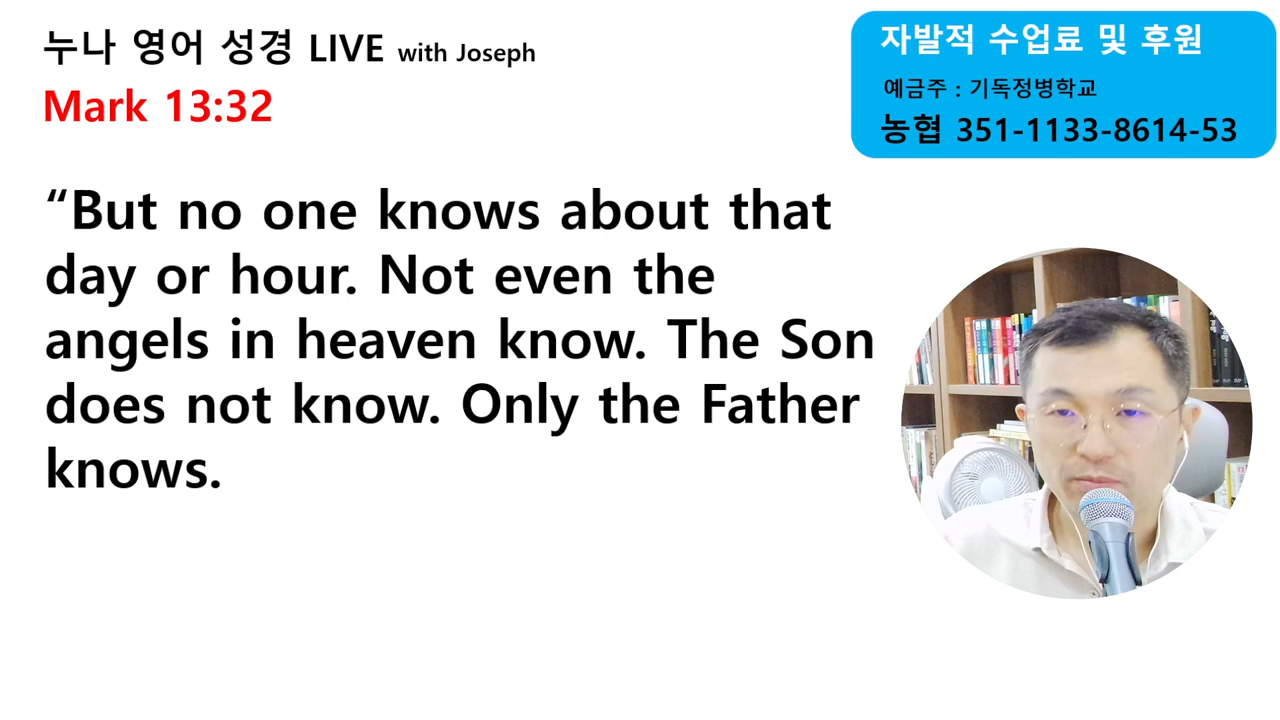 누나 영어 성경 LIVE with Joseph
Mark 13:32
자발적 수업료 및 후원
예금주 : 기독정병학교
농협 351-1133-8614-53
“But no one knows about that
day or hour. Not even the
angels in heaven know. The Son
does not know. Only the Father
knows.